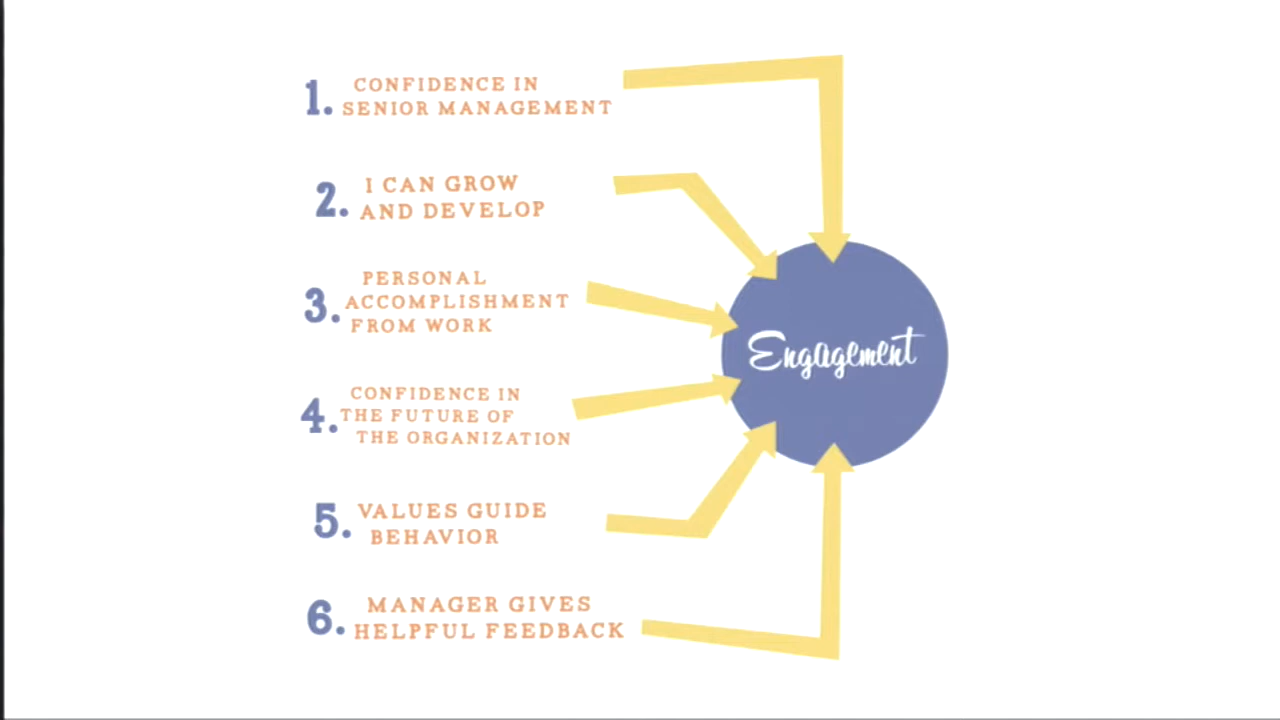 1. CONFIDENCE IN
SENIOR MANAGEMENT
2. I CAN GROW
AND DEVELOP
3. PERSONAL
ACCOMPLISHMENT
FROM WORK
4. CONFIDENCE IN
THE FUTURE OF
THE ORGANIZATION
5. VALUES GUIDE
BEHAVIOR
6. MANAGER GIVES
HELPFUL FEEDBACK
Engagement